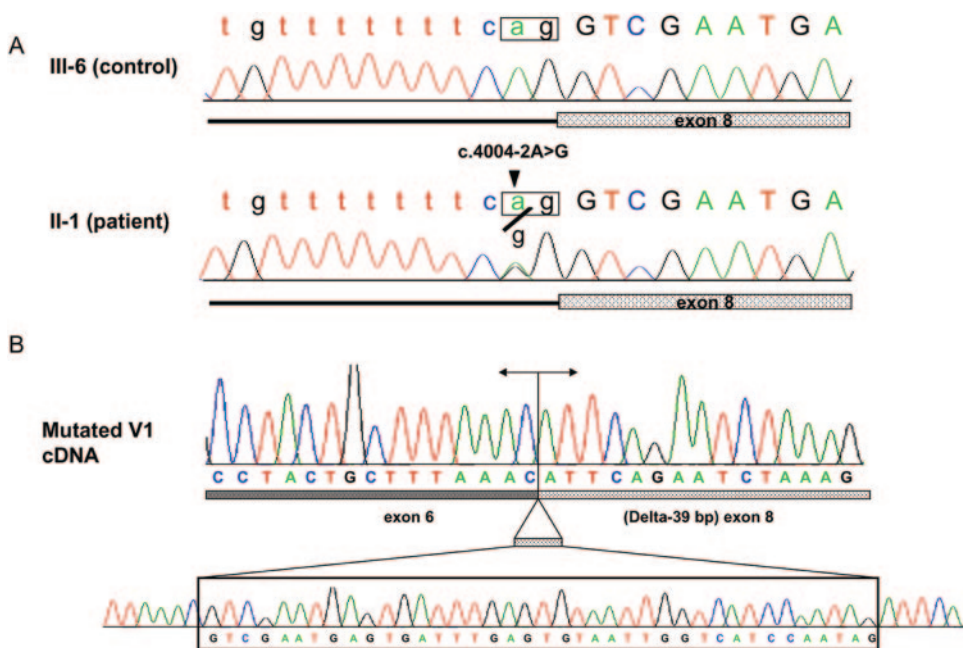 A
t g t t t t t t t c a g G T C G A A T G A
III-6 (control)
exon 8
c.4004-2A>G
t g t t t t t t t c a g G T C G A A T G A
g
II-1 (patient)
exon 8
B
Mutated V1
cDNA
C C T A C T G C T T T A A A C A T T C A G A A T C T A A A G
exon 6
(Delta-39 bp) exon 8
G T C G A A T G A G T G A T T T G A G T G T A A T T G G T C A T C C A A T A G